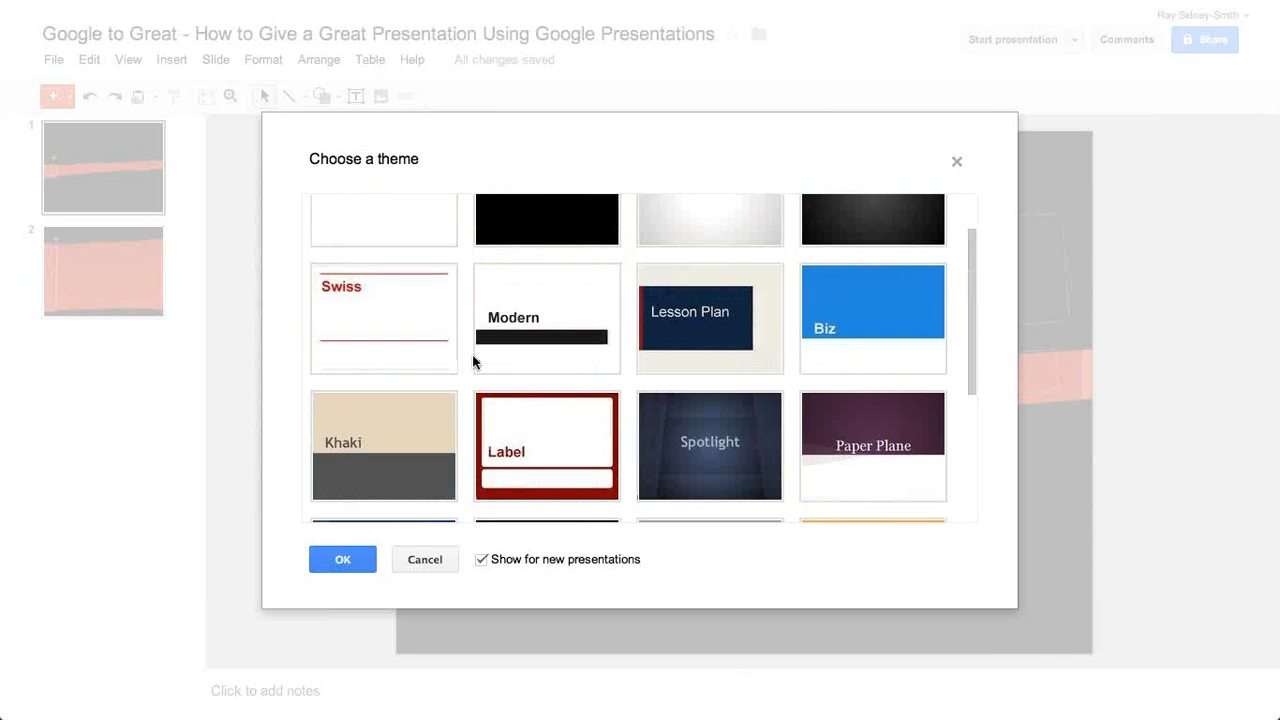 Ray Sidney-Smith
Google to Great - How to Give a Great Presentation Using Google Presentations
Start presentation
Comments
Share
File Edit View Insert Slide Format Arrange Table Help All changes saved
1
2
Choose a theme
Swiss
Modern
Lesson Plan
Biz
Khaki
Label
Spotlight
Paper Plane
OK
Cancel
Show for new presentations
Click to add notes